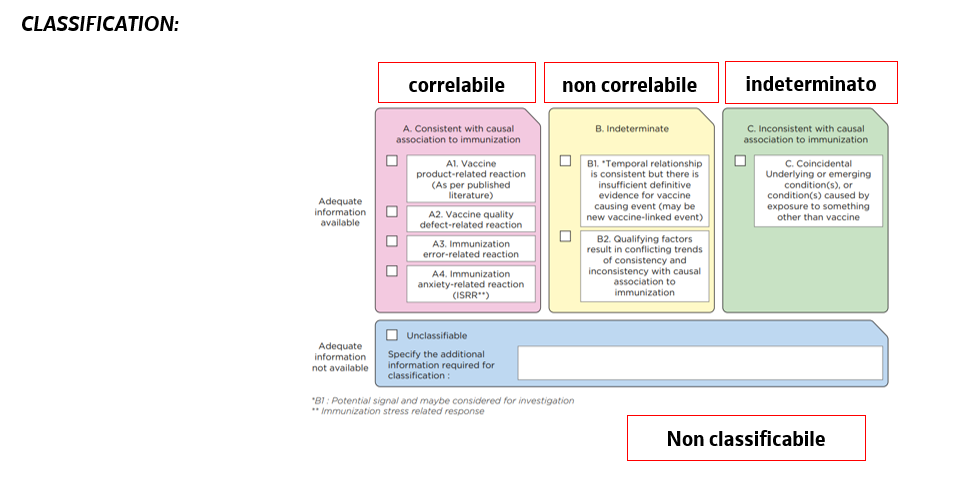 CLASSIFICATION:
correlabile
non correlabile
indeterminato
A. Consistent with causal
association to immunization
B. Indeterminate
C. Inconsistent with causal
association to immunization
Adequate
information
available
A1. Vaccine
product-related reaction
(As per published
literature)
A2. Vaccine quality
defect-related reaction
A3. Immunization
error-related reaction
A4. Immunization
anxiety-related reaction
(ISRR**)
B1. *Temporal relationship
is consistent but there is
insufficient definitive
evidence for vaccine
causing event (may be
new vaccine-linked event)
B2. Qualifying factors
result in conflicting trends
of consistency and
inconsistency with causal
association to
immunization
C. Coincidental
Underlying or emerging
condition(s), or
condition(s) caused by
exposure to something
other than vaccine
Adequate
information
not available
Unclassifiable
Specify the additional
information required for
classification :
*B1 : Potential signal and maybe considered for investigation
** Immunization stress related response
Non classificabile